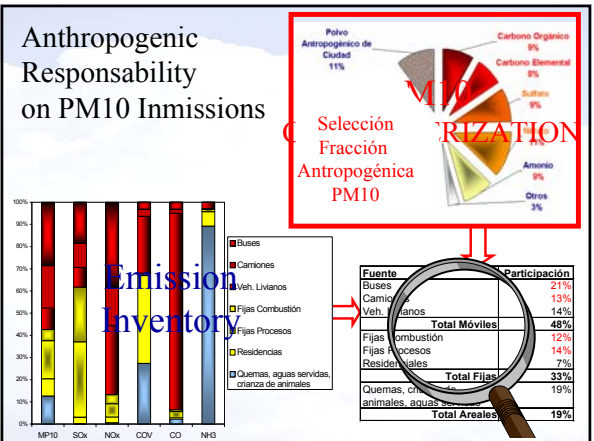 Anthropogenic
Responsability
on PM10 Inmissions
Polvo
Antropogénico de
Ciudad
11%
Carbono Orgánico
9%
Carbono Elemental
8%
Sulfato
9%
11%
Amonio
9%
Otros
3%
Selección
Fracción
Antropogénica
PM10
Emission
Inventory
100%
90%
80%
70%
60%
50%
40%
30%
20%
10%
0%
MP10 SOx NOx COV CO NH3
Buses
Camiones
Veh. Livianos
Fijas Combustión
Fijas Procesos
Residencias
Quemas, aguas servidas,
crianza de animales
Fuente Participación
Buses 21%
13%
Veh. 14%
Total Móviles 48%
Fijas 12%
Fijas 14%
7%
Total Fijas 33%
Quemas, 19%
animales, aguas
Total Areales 19%